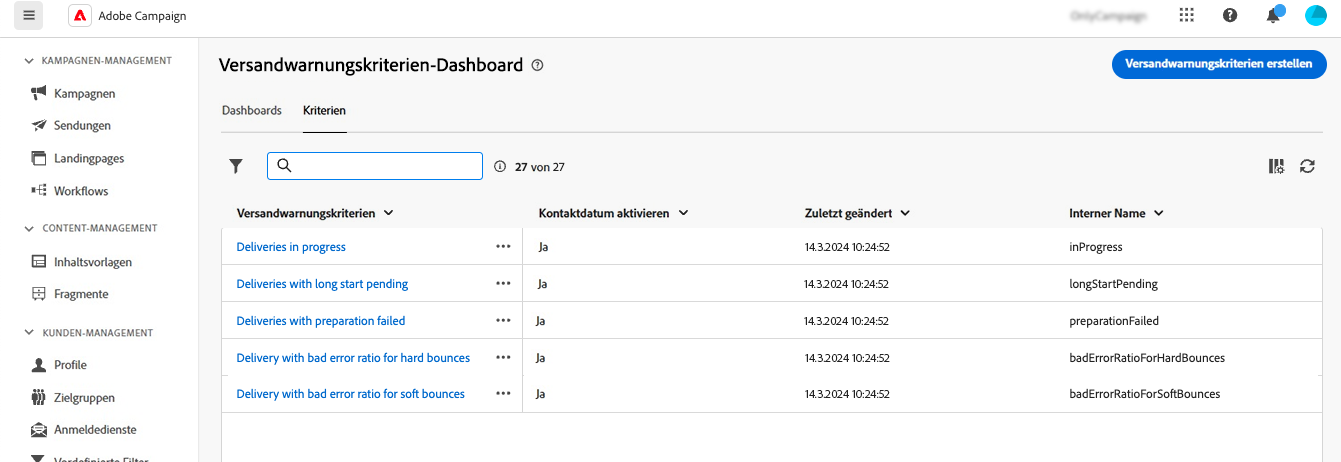 Adobe Campaign
KAMPAGNEN-MANAGEMENT
Kampagnen
Sendungen
Landingpages
Workflows
CONTENT-MANAGEMENT
Inhaltsvorlagen
Fragmente
KUNDEN-MANAGEMENT
Profile
Zielgruppen
Anmeldedienste
Vordefinierte Filter
Versandwarnungskriterien-Dashboard
Versandwarnungskriterien erstellen
Dashboards Kriterien
27 von 27
Versandwarnungskriterien Kontaktdatum aktivieren Zuletzt geändert Interner Name
Deliveries in progress Ja 14.3.2024 10:24:52 inProgress
Deliveries with long start pending Ja 14.3.2024 10:24:52 longStartPending
Deliveries with preparation failed Ja 14.3.2024 10:24:52 preparationFailed
Delivery with bad error ratio for hard bounces Ja 14.3.2024 10:24:52 badErrorRatioForHardBounces
Delivery with bad error ratio for soft bounces Ja 14.3.2024 10:24:52 badErrorRatioForSoftBounces